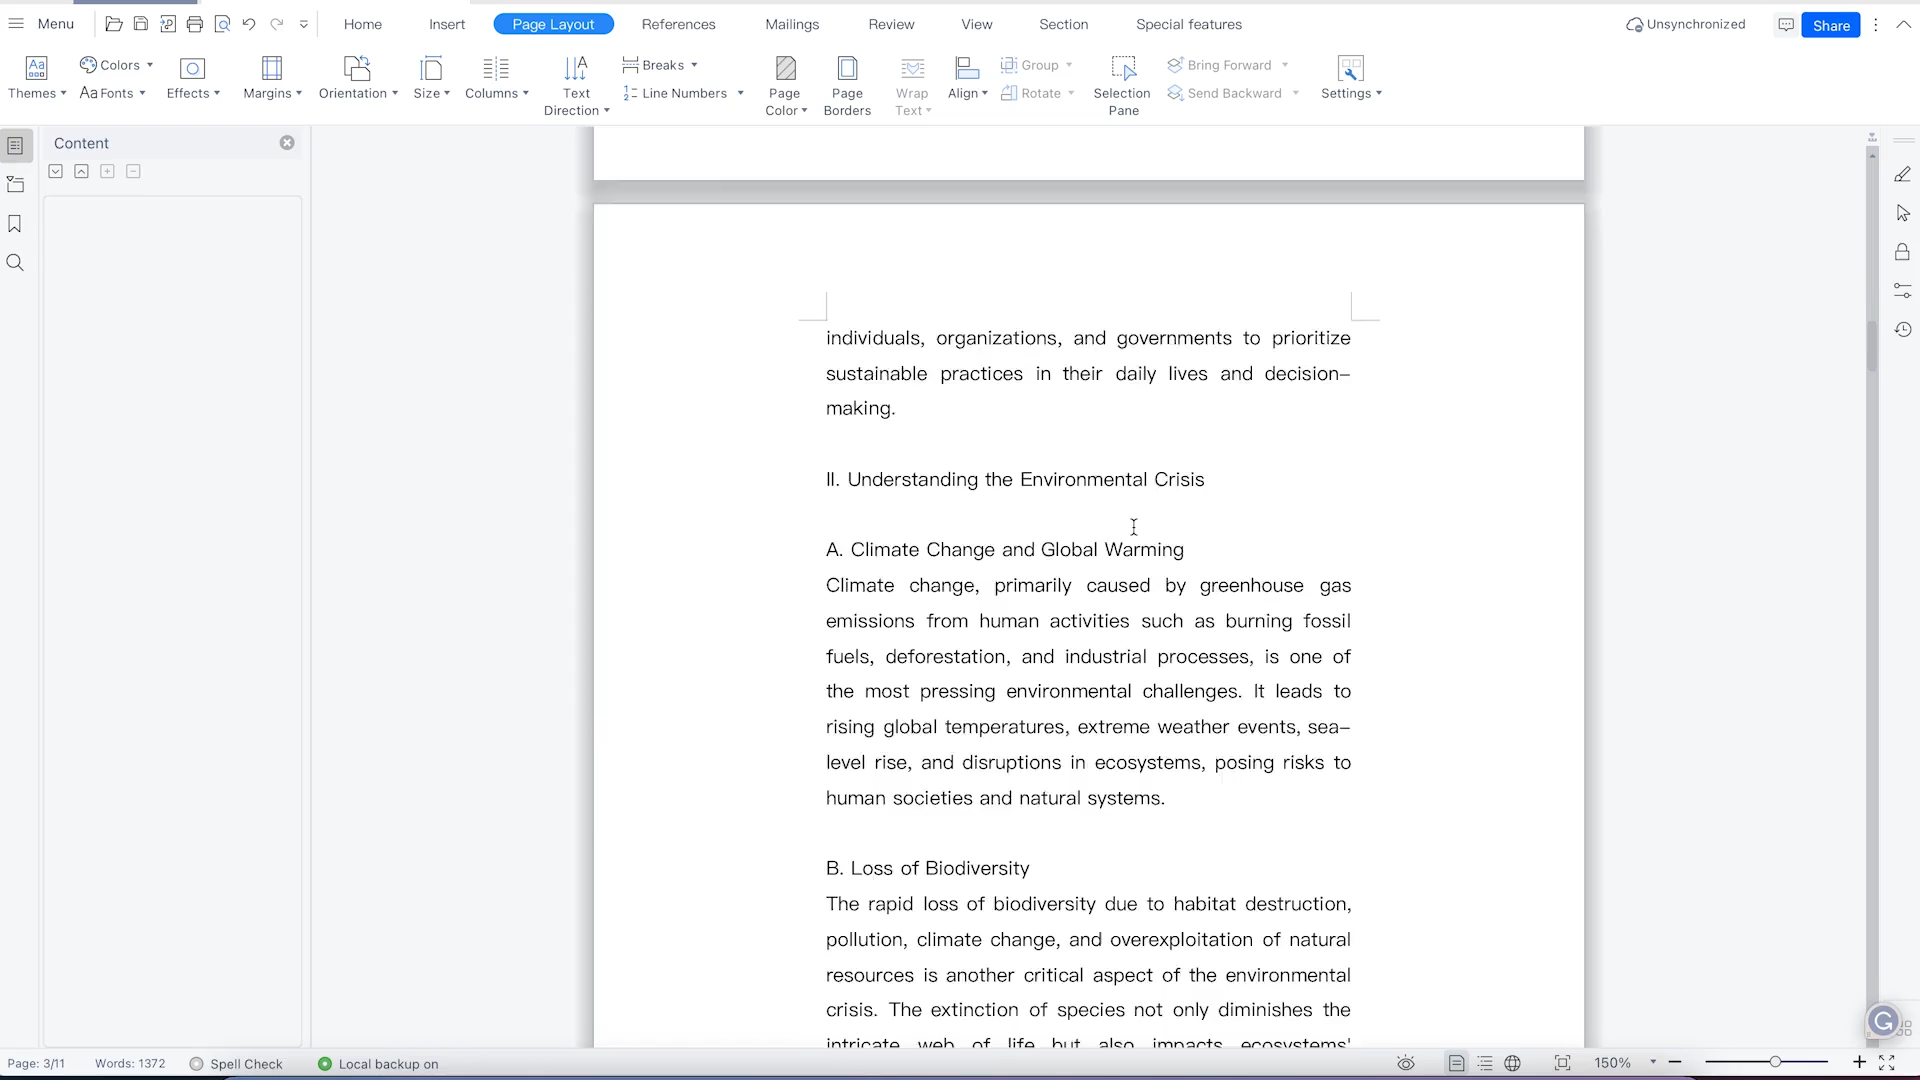 Menu
Home
Insert
Page Layout
References
Mailings
Review
View
Section
Special features
Unsynchronized
Share
Themes
Colors
Aa Fonts
Effects
Margins
Orientation
Size
Columns
Text
Direction
Breaks
Line Numbers
Page
Color
Page
Borders
Wrap
Text
Align
Group
Rotate
Selection
Pane
Bring Forward
Send Backward
Settings
Content
individuals, organizations, and governments to prioritize
sustainable practices in their daily lives and decision–
making.
II. Understanding the Environmental Crisis
A. Climate Change and Global Warming
Climate change, primarily caused by greenhouse gas
emissions from human activities such as burning fossil
fuels, deforestation, and industrial processes, is one of
the most pressing environmental challenges. It leads to
rising global temperatures, extreme weather events, sea–
level rise, and disruptions in ecosystems, posing risks to
human societies and natural systems.
B. Loss of Biodiversity
The rapid loss of biodiversity due to habitat destruction,
pollution, climate change, and overexploitation of natural
resources is another critical aspect of the environmental
crisis. The extinction of species not only diminishes the
intricate web of life but also impacts ecosystems'
Page: 3/11
Words: 1372
Spell Check
Local backup on
150%